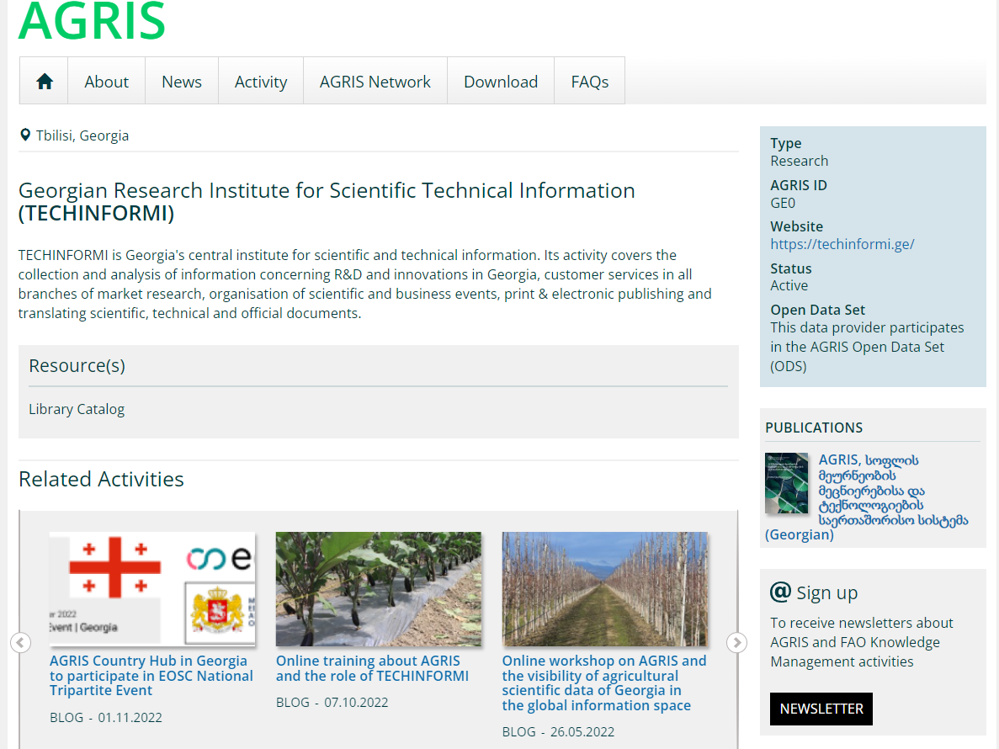 AGRIS
About
News
Activity
AGRIS Network
Download
FAQs
Tbilisi, Georgia
Georgian Research Institute for Scientific Technical Information
(TECHINFORMI)
TECHINFORMI is Georgia's central institute for scientific and technical information. Its activity covers the
collection and analysis of information concerning R&D and innovations in Georgia, customer services in all
branches of market research, organisation of scientific and business events, print & electronic publishing and
translating scientific, technical and official documents.
Resource(s)
Library Catalog
Related Activities
er 2022
Event | Georgia
AGRIS Country Hub in Georgia
to participate in EOSC National
Tripartite Event
BLOG - 01.11.2022
Online training about AGRIS
and the role of TECHINFORMI
BLOG - 07.10.2022
Online workshop on AGRIS and
the visibility of agricultural
scientific data of Georgia in
the global information space
BLOG - 26.05.2022
Type
Research
AGRIS ID
GE0
Website
https://techinformi.ge/
Status
Active
Open Data Set
This data provider participates
in the AGRIS Open Data Set
(ODS)
PUBLICATIONS
AGRIS, სოფლის
მეურნეობის
მეცნიერებისა და
ტექნოლოგიების
საერთაშორისო სისტემა
(Georgian)
@ Sign up
To receive newsletters about
AGRIS and FAO Knowledge
Management activities
NEWSLETTER